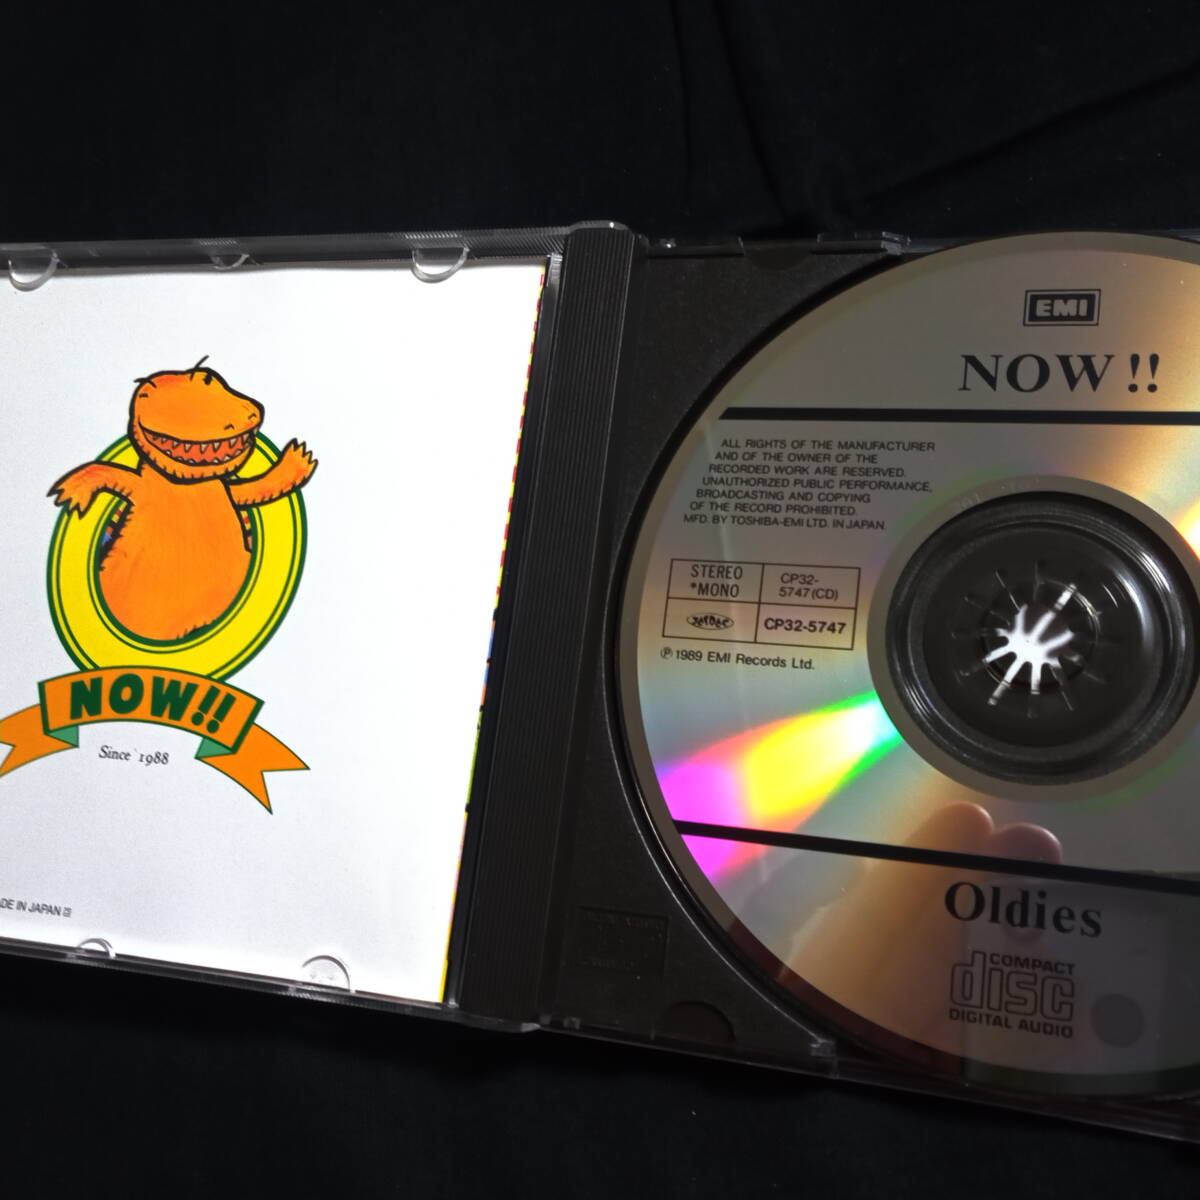 NOW!!
Since 1988
DE IN JAPAN
EMI
NOW!!
ALL RIGHTS OF THE MANUFACTURER
AND OF THE OWNER OF THE
RECORDED WORK ARE RESERVED.
UNAUTHORIZED PUBLIC PERFORMANCE,
BROADCASTING AND COPYING
OF THE RECORD PROHIBITED.
MFD. BY TOSHIBA-EMI LTD. IN JAPAN.
STEREO
*MONO
CP32-
5747(CD)
CP32-5747
Ⓟ1989 EMI Records Ltd.
Oldies
COMPACT
disc
DIGITAL AUDIO